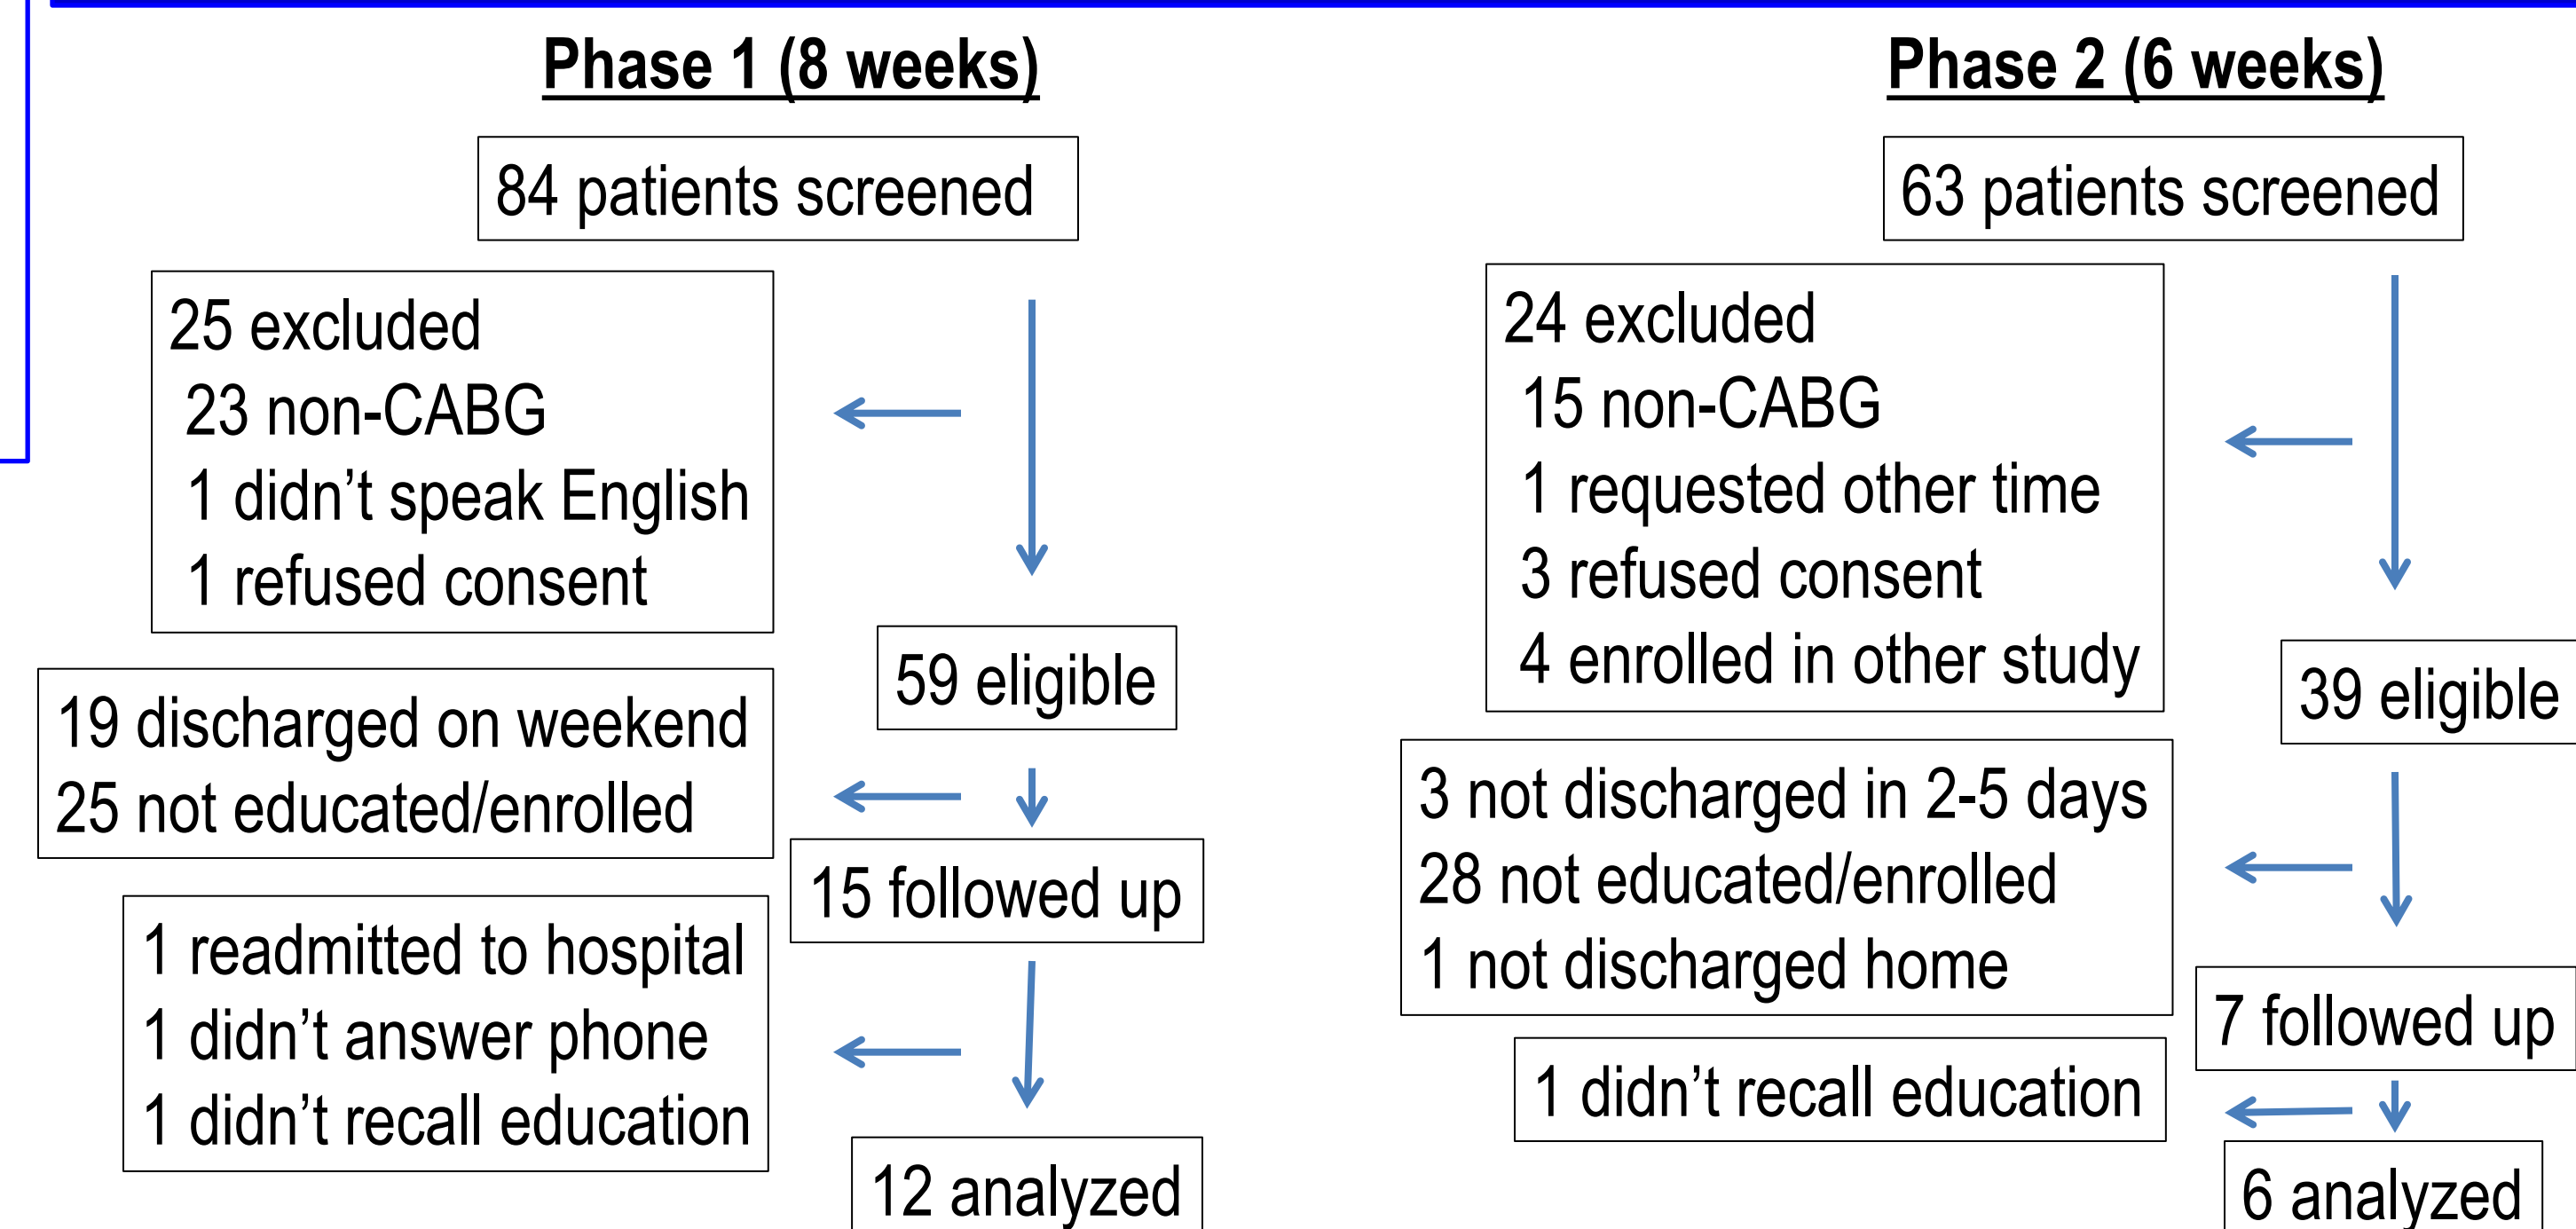 Phase 1 (8 weeks)
84 patients screened
25 excluded
23 non-CABG
1 didn’t speak English
1 refused consent
59 eligible
19 discharged on weekend
25 not educated/enrolled
15 followed up
1 readmitted to hospital
1 didn’t answer phone
1 didn’t recall education
12 analyzed
Phase 2 (6 weeks)
63 patients screened
24 excluded
15 non-CABG
1 requested other time
3 refused consent
4 enrolled in other study
39 eligible
3 not discharged in 2-5 days
28 not educated/enrolled
1 not discharged home
7 followed up
1 didn’t recall education
6 analyzed